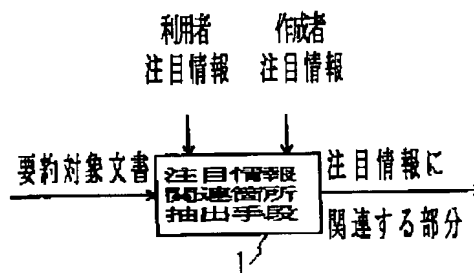 利用者
注目情報
作成者
注目情報
要約対象文書
注目情報
関連箇所
抽出手段
注目情報に
関連する部分
1